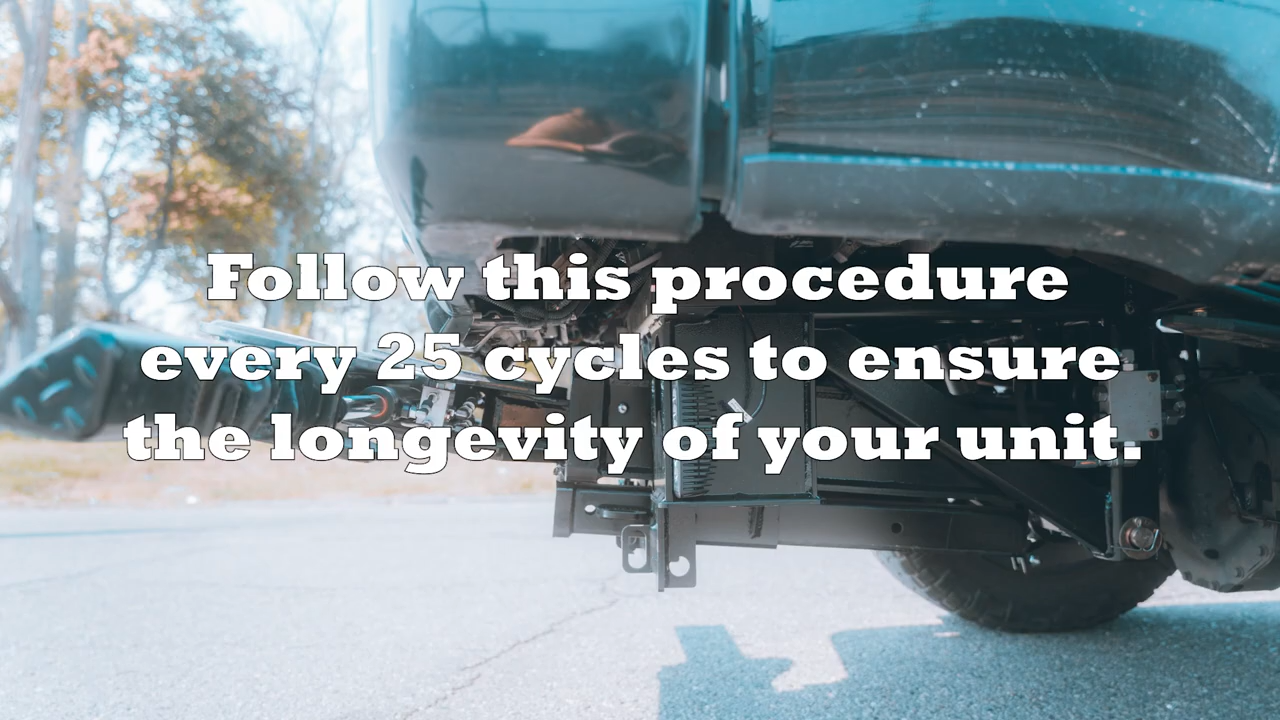 Follow this procedure
every 25 cycles to ensure
the longevity of your unit.